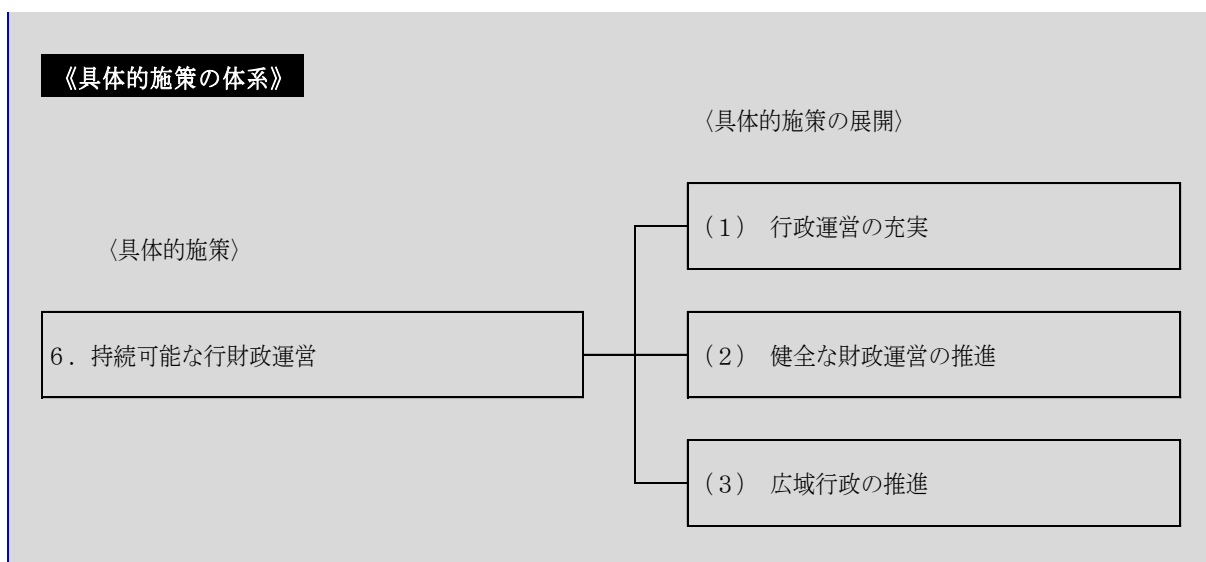 《具体的施策の体系》
〈具体的施策の展開〉
(1) 行政運営の充実
〈具体的施策〉
6.持続可能な行財政運営
(2) 健全な財政運営の推進
(3) 広域行政の推進